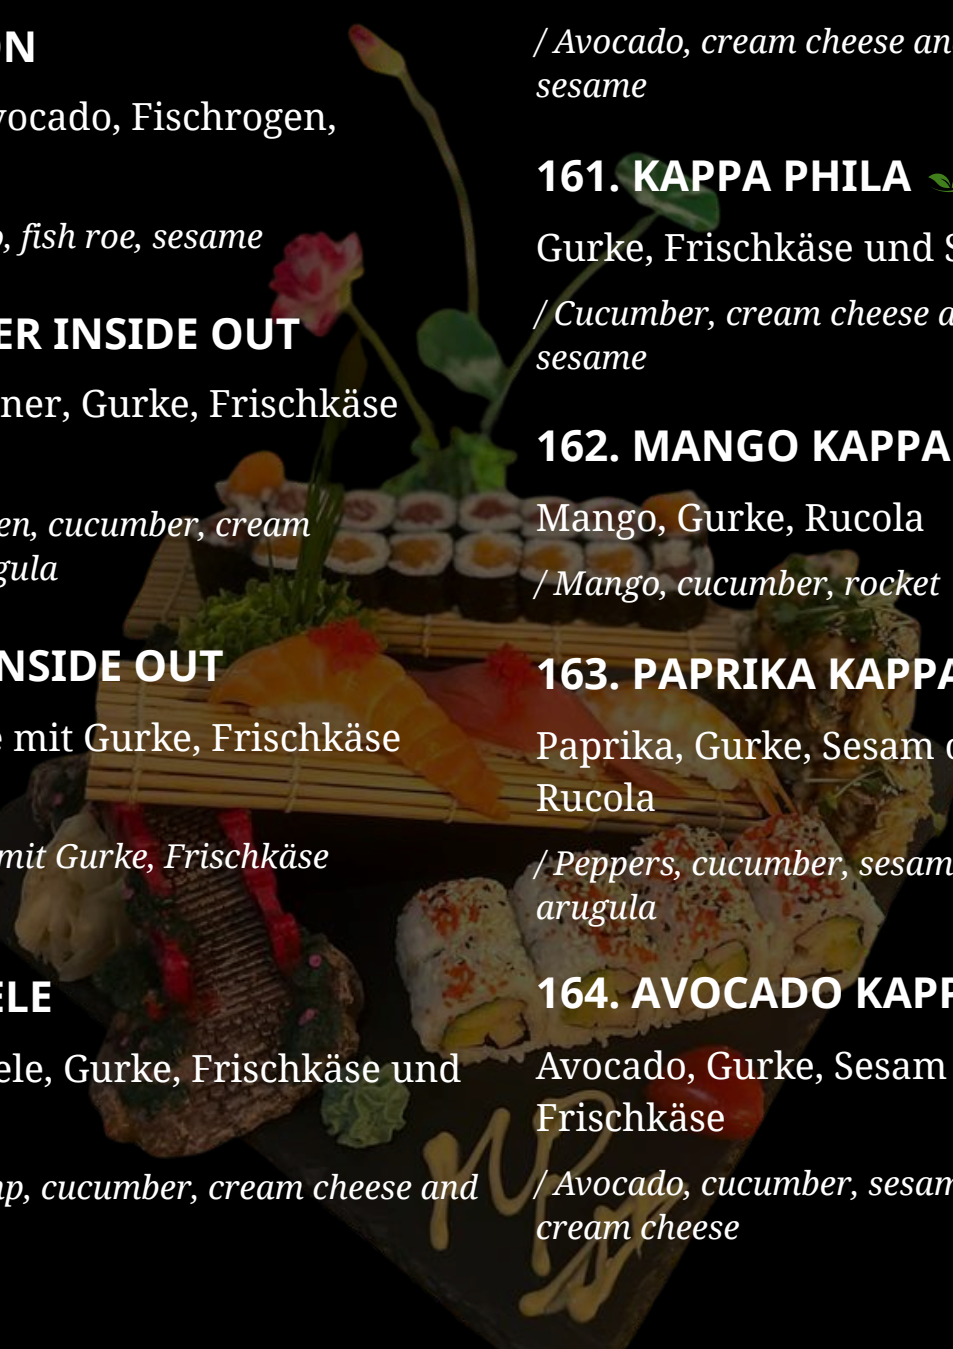 ON
vocado, Fischrogen,
, fish roe, sesame
ER INSIDE OUT
ner, Gurke, Frischkäse
en, cucumber, cream
gula
NSIDE OUT
e mit Gurke, Frischkäse
mit Gurke, Frischkäse
ELE
ele, Gurke, Frischkäse und
mp, cucumber, cream cheese and
/ Avocado, cream cheese an
sesame
161. KAPPA PHILA
Gurke, Frischkäse und S
/ Cucumber, cream cheese a
sesame
162. MANGO KAPPA
Mango, Gurke, Rucola
/ Mango, cucumber, rocket
163. PAPRIKA KAPPA
Paprika, Gurke, Sesam o
Rucola
/ Peppers, cucumber, sesam
arugula
164. AVOCADO KAPP
Avocado, Gurke, Sesam
Frischkäse
/ Avocado, cucumber, sesam
cream cheese